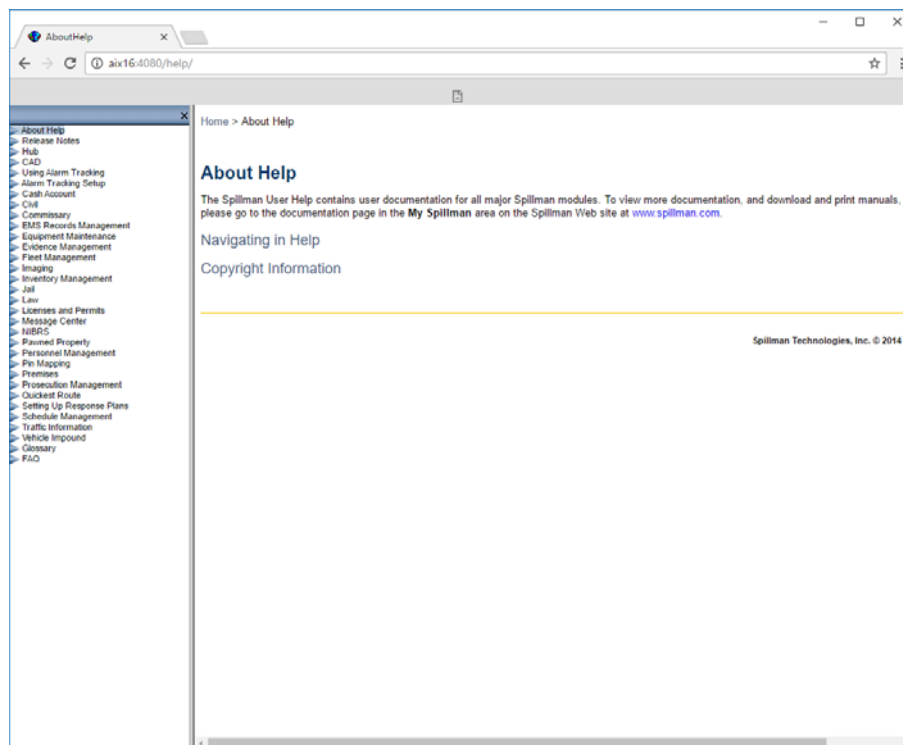 AboutHelp
aix16:4080/help/
Home > About Help
About Help
Release Notes
Hub
CAD
Using Alarm Tracking
Alarm Tracking Setup
Cash Account
Civil
Commissary
EMS Records Management
Equipment Maintenance
Evidence Management
Fleet Management
Imaging
Inventory Management
Jail
Law
Licenses and Permits
Message Center
NIBRS
Pawned Property
Personnel Management
Pin Mapping
Premises
Prosecution Management
Quickest Route
Setting Up Response Plans
Schedule Management
Traffic Information
Vehicle Impound
Glossary
FAQ
About Help
The Spillman User Help contains user documentation for all major Spillman modules. To view more documentation, and download and print manuals,
please go to the documentation page in the My Spillman area on the Spillman Web site at www.spillman.com.
Navigating in Help
Copyright Information
Spillman Technologies, Inc. © 2014